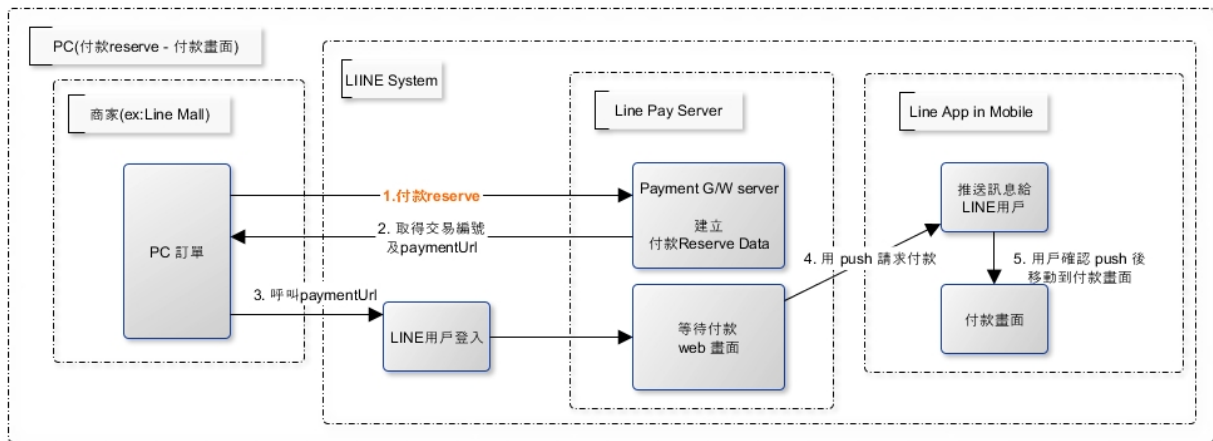 PC(付款reserve - 付款畫面)
LIINE System
商家(ex:Line Mall)
Line Pay Server
Line App in Mobile
PC 訂單
1.付款reserve
2. 取得交易編號
及paymentUrl
3. 呼叫paymentUrl
LINE用戶登入
Payment G/W server
建立
付款Reserve Data
等待付款
web 畫面
4. 用 push 請求付款
推送訊息給
LINE用戶
5. 用戶確認 push 後
移動到付款畫面
付款畫面